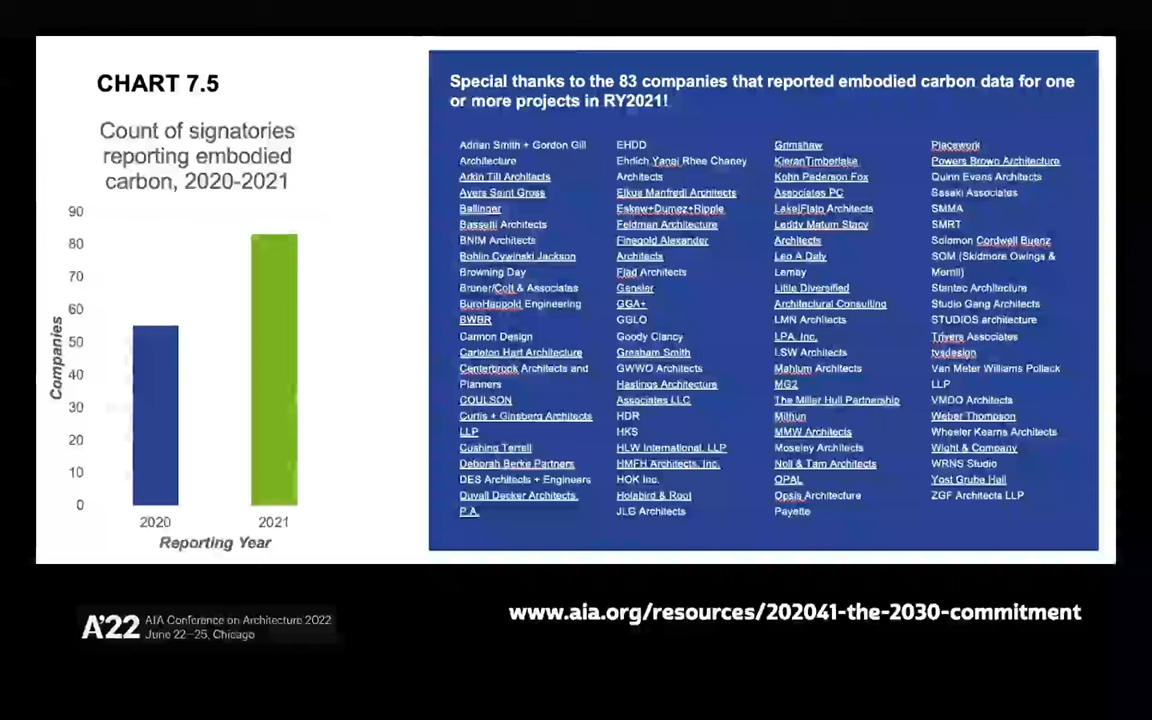 CHART 7.5
Count of signatories
reporting embodied
carbon, 2020-2021
90
80
70
60
50
40
30
20
10
0
Companies
2020
2021
Reporting Year
Special thanks to the 83 companies that reported embodied carbon data for one
or more projects in RY2021!
Adrian Smith + Gordon Gill
Architecture
Arkin Till Architects
Ayers Saint Gross
Ballinger
Bassetti Architects
BNIM Architects
Bohlin Cywinski Jackson
Browning Day
Bruner/Cott & Associates
BuroHappold Engineering
BWBR
Cannon Design
Carleton Hart Architecture
Centerbrook Architects and
Planners
COULSON
Curtis + Ginsberg Architects
LLP
Cushing Terrell
Deborah Berke Partners
DES Architects + Engineers
Duvall Decker Architects,
P.A.
EHDD
Ehrlich Yanai Rhee Chaney
Architects
Elkus Manfredi Architects
Eskew+Dumez+Ripple
Feldman Architecture
Finegold Alexander
Architects
Flad Architects
Gensler
GGA+
GGLO
Goody Clancy
Gresham Smith
GWWO Architects
Hastings Architecture
Associates LLC
HDR
HKS
HLW International, LLP
HMFH Architects, Inc.
HOK Inc.
Holabird & Root
JLG Architects
Grimshaw
KieranTimberlake
Kohn Pederson Fox
Associates PC
Lake|Flato Architects
Leddy Maytum Stacy
Architects
Leo A Daly
Lemay
Little Diversified
Architectural Consulting
LMN Architects
LPA, Inc.
LSW Architects
Mahlum Architects
MG2
The Miller Hull Partnership
Mithun
MMW Architects
Moseley Architects
Noll & Tam Architects
OPAL
Opsis Architecture
Payette
Placework
Powers Brown Architecture
Quinn Evans Architects
Sasaki Associates
SMMA
SMRT
Solomon Cordwell Buenz
SOM (Skidmore Owings &
Merrill)
Stantec Architecture
Studio Gang Architects
STUDIOS architecture
Trivers Associates
tvsdesign
Van Meter Williams Pollack
LLP
VMDO Architects
Weber Thompson
Wheeler Kearns Architects
Wight & Company
WRNS Studio
Yost Grube Hall
ZGF Architects LLP
A'22
AIA Conference on Architecture 2022
June 22–25, Chicago
www.aia.org/resources/202041-the-2030-commitment